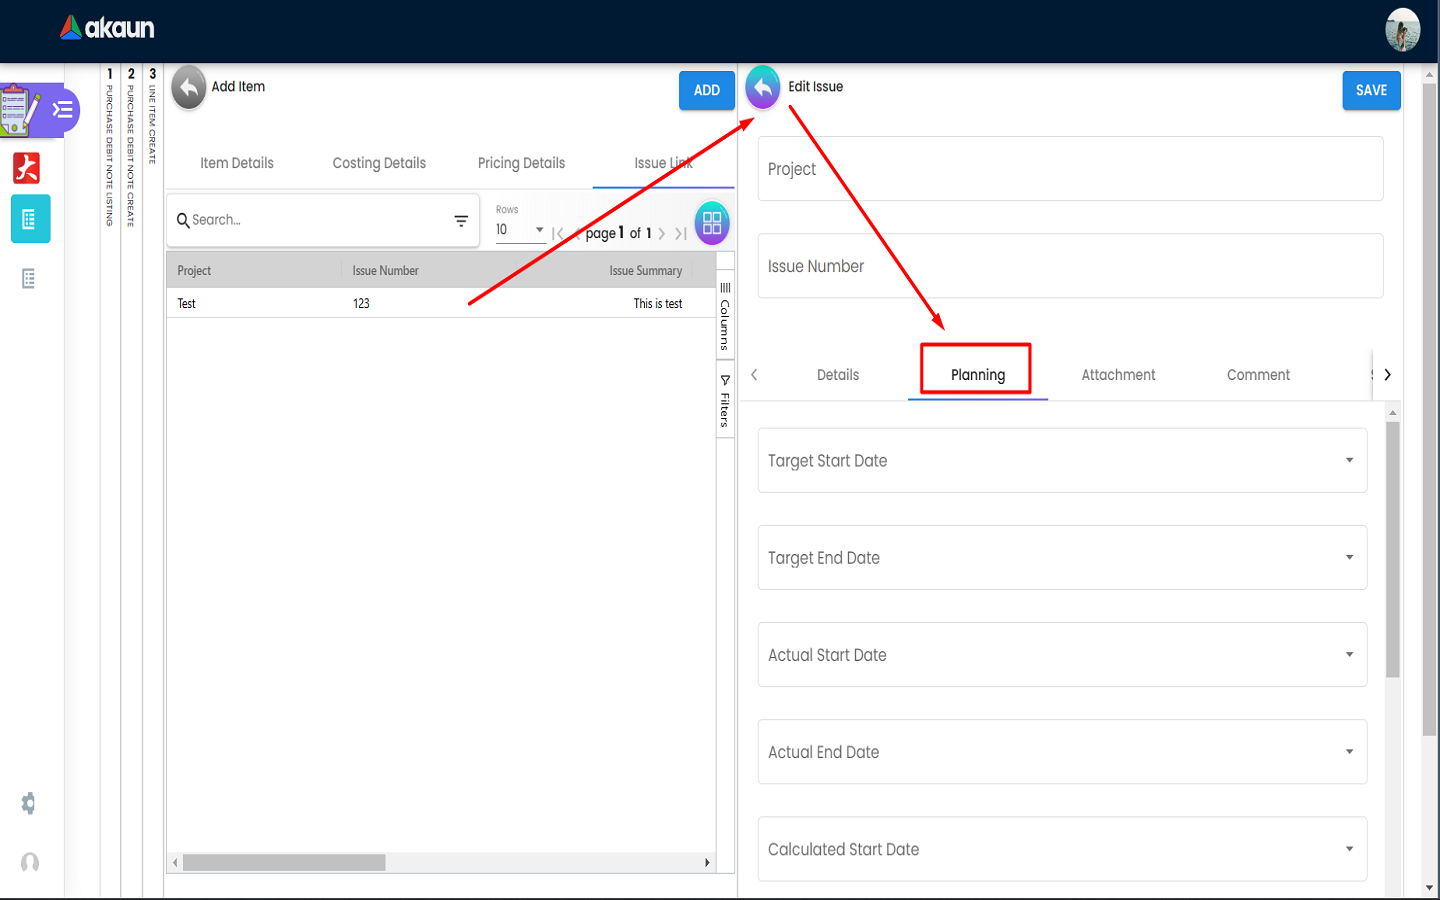 akaun
1 PURCHASE DEBIT NOTE LISTING
2 PURCHASE DEBIT NOTE CREATE
3 LINE ITEM CREATE
Add Item
ADD
Item Details
Costing Details
Pricing Details
Issue Link
Search...
Rows
10
page 1 of 1
Project
Issue Number
Issue Summary
Test
123
This is test
Columns
Filters
Edit Issue
SAVE
Project
Issue Number
Details
Planning
Attachment
Comment
Target Start Date
Target End Date
Actual Start Date
Actual End Date
Calculated Start Date